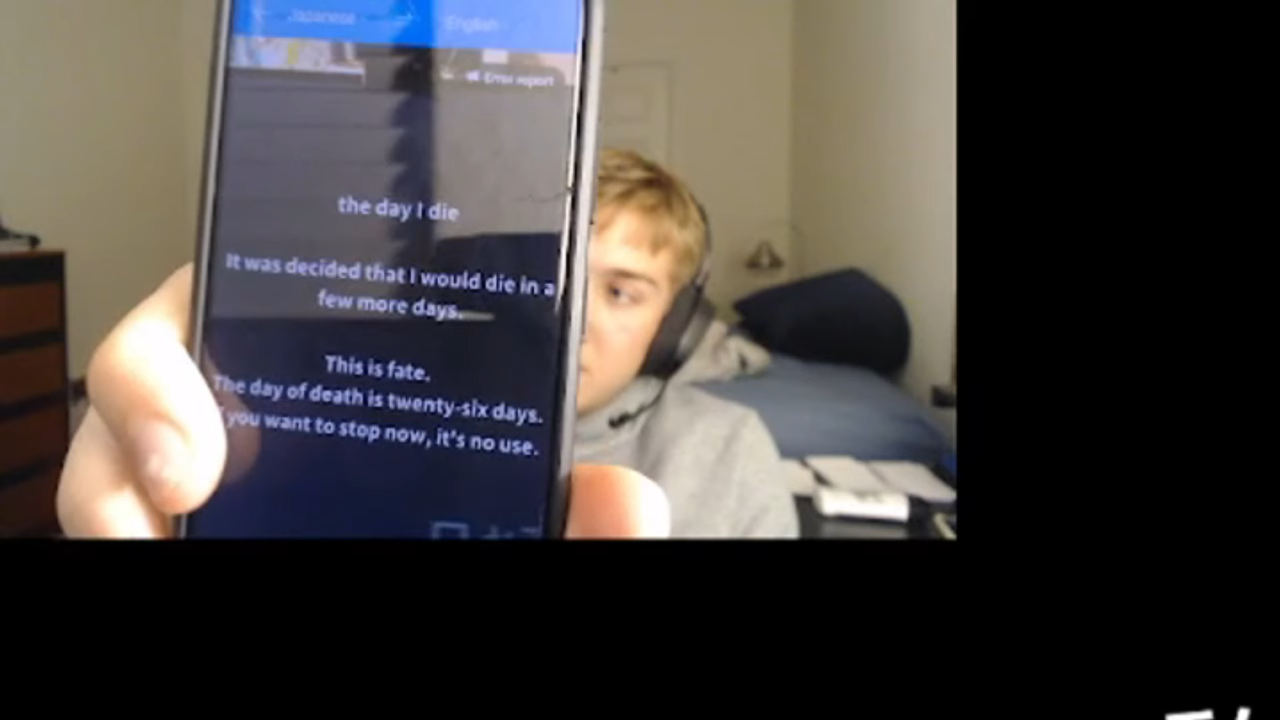 Japanese → English
Error report
the day I die
It was decided that I would die in a
few more days.
This is fate.
The day of death is twenty-six days.
you want to stop now, it's no use.